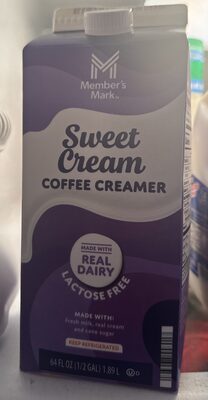 Member's
Mark™
Sweet
Cream
COFFEE CREAMER
MADE WITH
REAL
DAIRY
LACTOSE FREE
MADE WITH:
Fresh milk, real cream
and cane sugar
KEEP REFRIGERATED
64 FL OZ (1/2 GAL) 1.89 L